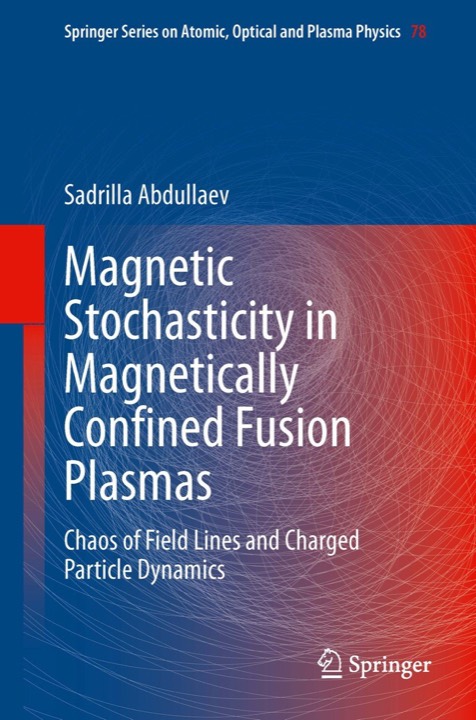 Springer Series on Atomic, Optical and Plasma Physics 78
Sadrilla Abdullaev
Magnetic
Stochasticity in
Magnetically
Confined Fusion
Plasmas
Chaos of Field Lines and Charged
Particle Dynamics
Springer